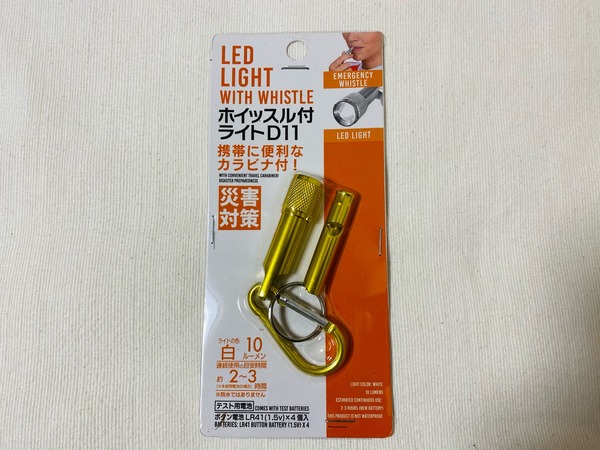 LED
LIGHT
WITH WHISTLE
ホイッスル付
ライトD11
携帯に便利な
カラビナ付！
WITH CONVENIENT TRAVEL CARABINER!
DISASTER PREPAREDNESS
災害
対策
EMERGENCY
WHISTLE
LED LIGHT
ライトの色
白 10
ルーメン
連続使用の目安時間
約 2~3 時間
※防水ではありません
テスト用電池 COMES WITH TEST BATTERIES
ボタン電池 LR41(1.5v)×4個入
BATTERIES: LR41 BUTTON BATTERY (1.5V) X 4
LIGHT COLOR: WHITE
10 LUMENS
ESTIMATED CONTINUOUS USE:
2-3 HOURS (NEW BATTERY)
THIS PRODUCT IS NOT WATERPROOF